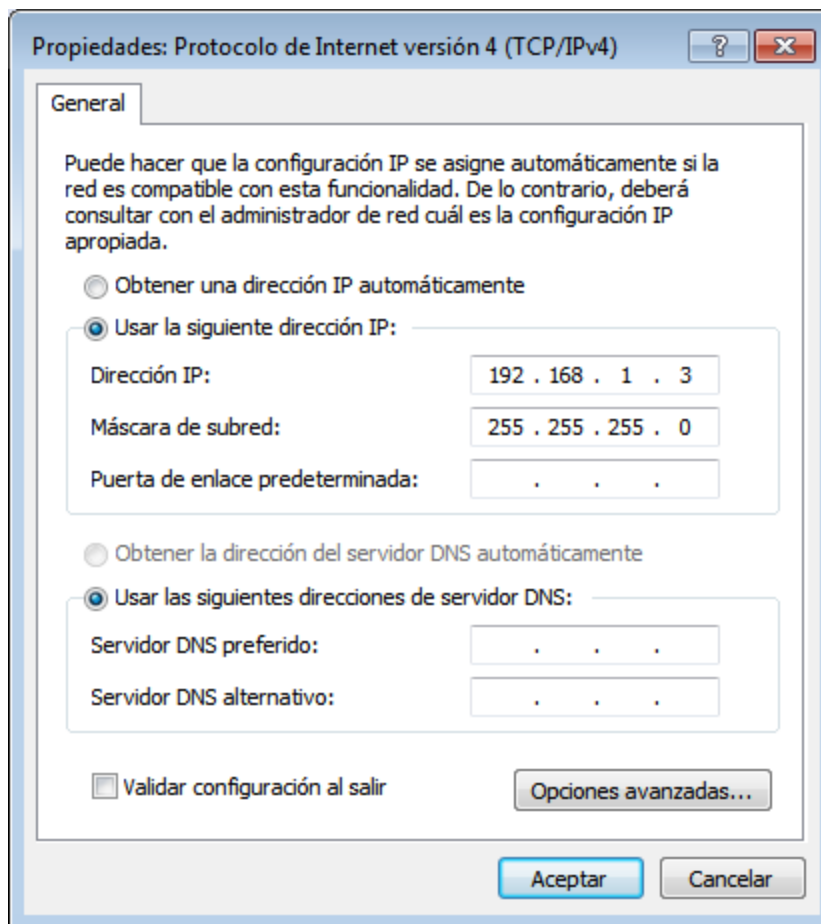 Propiedades: Protocolo de Internet versión 4 (TCP/IPv4)
General
Puede hacer que la configuración IP se asigne automáticamente si la
red es compatible con esta funcionalidad. De lo contrario, deberá
consultar con el administrador de red cuál es la configuración IP
apropiada.
Obtener una dirección IP automáticamente
Usar la siguiente dirección IP:
Dirección IP: 192 . 168 . 1 . 3
Máscara de subred: 255 . 255 . 255 . 0
Puerta de enlace predeterminada: . . .
Obtener la dirección del servidor DNS automáticamente
Usar las siguientes direcciones de servidor DNS:
Servidor DNS preferido: . . .
Servidor DNS alternativo: . . .
Validar configuración al salir
Opciones avanzadas...
Aceptar Cancelar